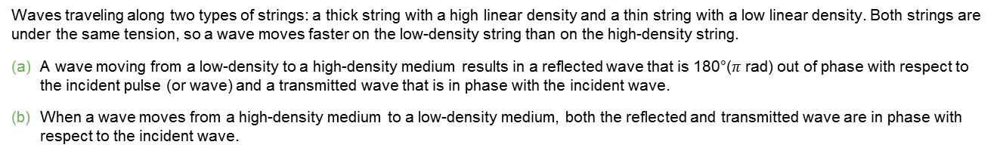 Waves traveling along two types of strings: a thick string with a high linear density and a thin string with a low linear density. Both strings are
under the same tension, so a wave moves faster on the low-density string than on the high-density string.
(a) A wave moving from a low-density to a high-density medium results in a reflected wave that is 180°(π rad) out of phase with respect to
the incident pulse (or wave) and a transmitted wave that is in phase with the incident wave.
(b) When a wave moves from a high-density medium to a low-density medium, both the reflected and transmitted wave are in phase with
respect to the incident wave.